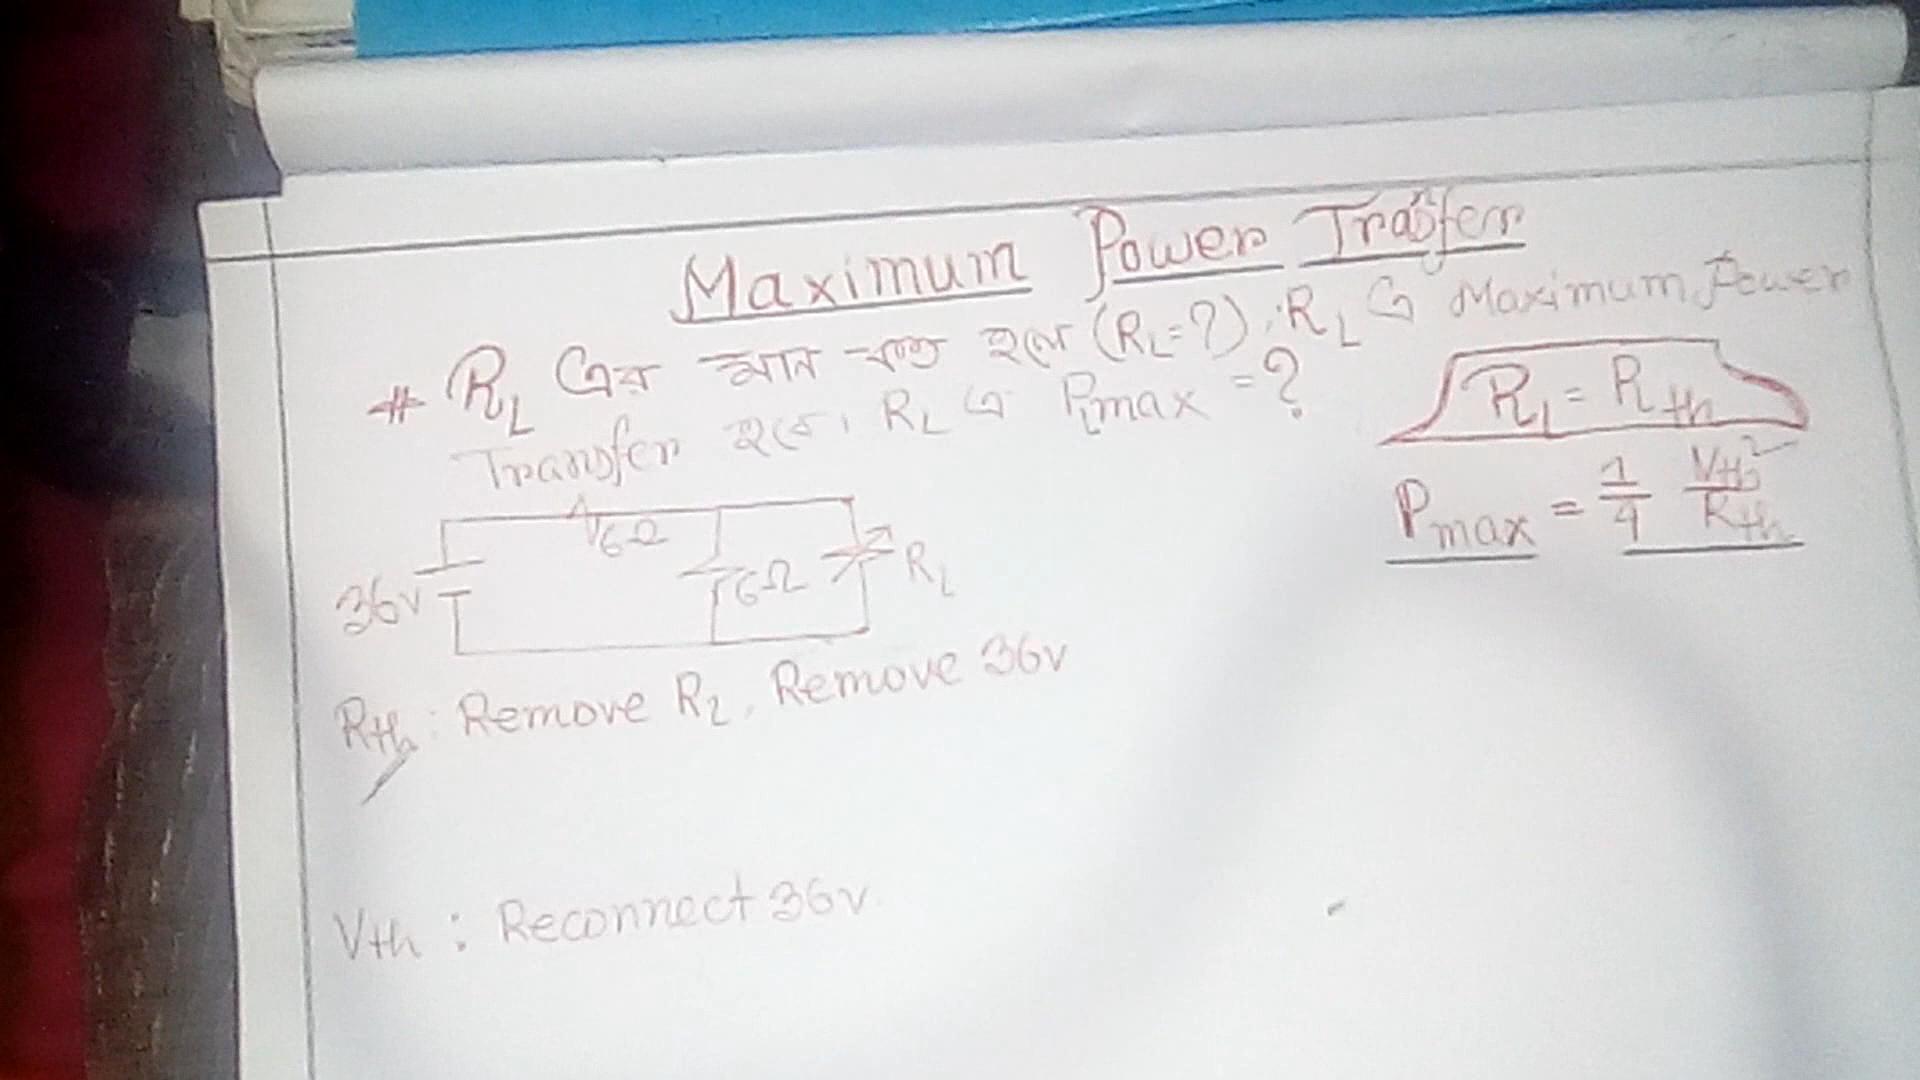 Maximum Power Trasfer
# RL এর মান কত হলে (RL=?). RL এ Maximum Power
Transfer হবে। RL এ Pmax =?
RL = Rth
Pmax = 1/4 Vth²/Rth
6Ω
36v
6Ω
RL
Rth : Remove RL, Remove 36v
Vth : Reconnect 36v.